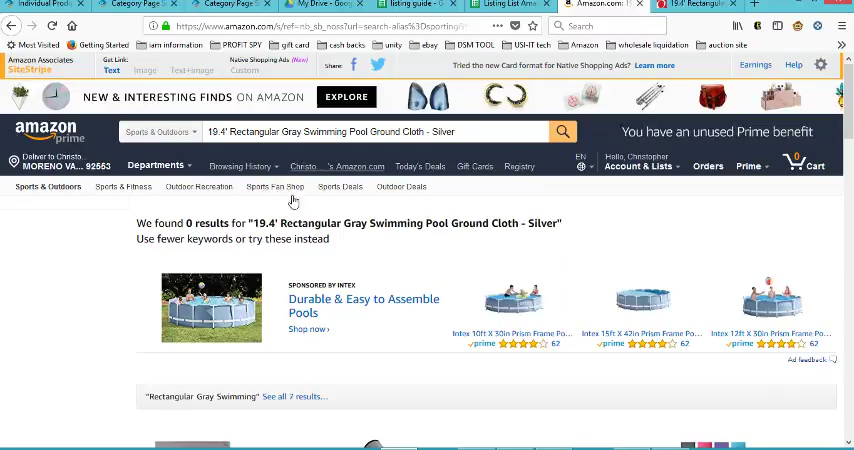 Individual Produ
Category Page S
Category Page S
My Drive - Goog
listing guide - G
Listing List Am
Amazon.com: 19
19.4' Rectangular
https://www.amazon.com/s/ref=nb_sb_noss?url=search-alias%3Dsporting&
Search
Most Visited
Getting Started
iam information
PROFIT SPY
gift card
cash backs
unity
ebay
DSM TOOL
USI-IT tech
Amazon
wholesale liquidation
auction site
Amazon Associates
SiteStripe
Get Link:
Text
Image
Text+Image
Native Shopping Ads (New)
Custom
Share:
Tried the new Card format for Native Shopping Ads? Learn more
Earnings
Help
NEW & INTERESTING FINDS ON AMAZON
EXPLORE
amazon
prime
Sports & Outdoors
19.4' Rectangular Gray Swimming Pool Ground Cloth - Silver
You have an unused Prime benefit
Deliver to Christo...
MORENO VA... 92553
Departments
Browsing History
Christo...'s Amazon.com
Today's Deals
Gift Cards
Registry
EN
Hello, Christopher
Account & Lists
Orders
Prime
0
Cart
Sports & Outdoors
Sports & Fitness
Outdoor Recreation
Sports Fan Shop
Sports Deals
Outdoor Deals
We found 0 results for "19.4' Rectangular Gray Swimming Pool Ground Cloth - Silver"
Use fewer keywords or try these instead
SPONSORED BY INTEX
Durable & Easy to Assemble
Pools
Shop now ›
Intex 10ft X 30in Prism Frame Po...
prime
62
Intex 15ft X 42in Prism Frame Po...
prime
62
Intex 12ft X 30in Prism Frame Po...
prime
62
Ad feedback
"Rectangular Gray Swimming" See all 7 results...